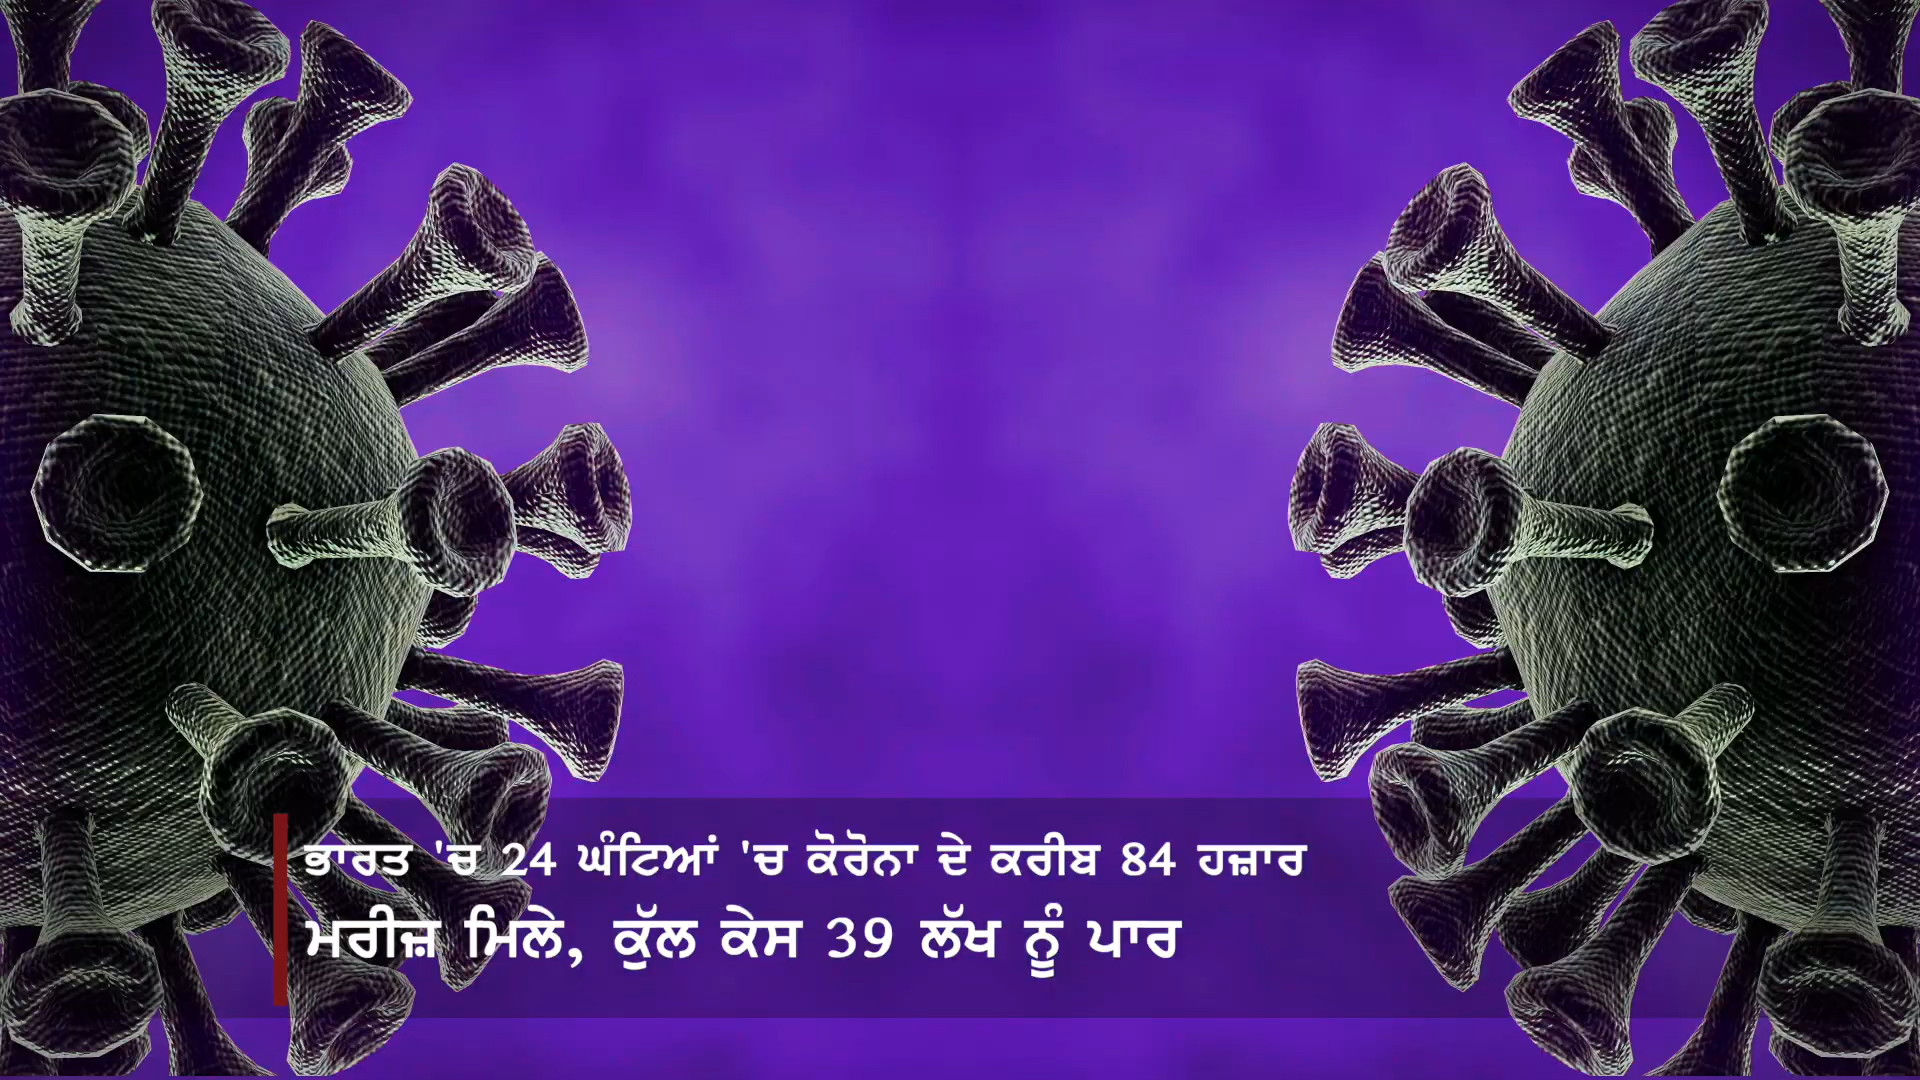 ਭਾਰਤ 'ਚ 24 ਘੰਟਿਆਂ 'ਚ ਕੋਰੋਨਾ ਦੇ ਕਰੀਬ 84 ਹਜ਼ਾਰ
ਮਰੀਜ਼ ਮਿਲੇ, ਕੁੱਲ ਕੇਸ 39 ਲੱਖ ਨੂੰ ਪਾਰ